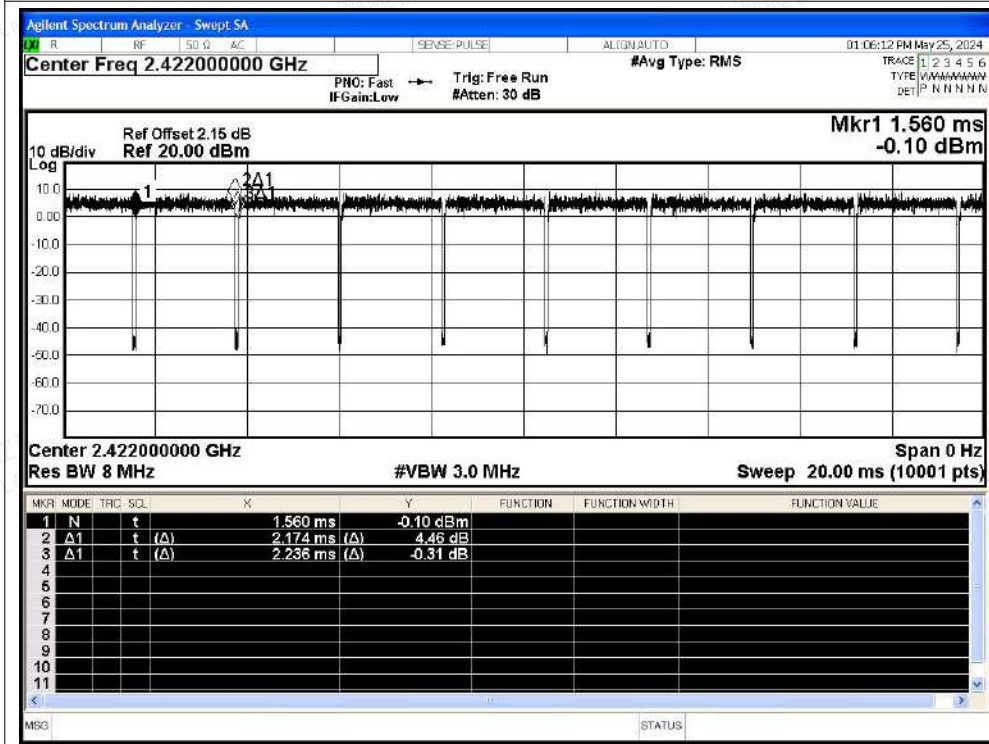 Agilent Spectrum Analyzer - Swept SA
LXI R RF 50 Ω AC SENSE:PULSE ALIGN AUTO 01:06:12 PM May 25, 2024
Center Freq 2.422000000 GHz #Avg Type: RMS TRACE 1 2 3 4 5 6
PNO: Fast Trig: Free Run TYPE
IFGain:Low #Atten: 30 dB DET P N N N N N
Mkr1 1.560 ms
Ref Offset 2.15 dB
10 dB/div Ref 20.00 dBm -0.10 dBm
Log
10.0
1 2Δ1
3Δ1
0.00
-10.0
-20.0
-30.0
-40.0
-50.0
-60.0
-70.0
Center 2.422000000 GHz Span 0 Hz
Res BW 8 MHz #VBW 3.0 MHz Sweep 20.00 ms (10001 pts)
MKR MODE TRC SCL X Y FUNCTION FUNCTION WIDTH FUNCTION VALUE
1 N t 1.560 ms -0.10 dBm
2 Δ1 t (Δ) 2.174 ms (Δ) 4.46 dB
3 Δ1 t (Δ) 2.236 ms (Δ) -0.31 dB
4
5
6
7
8
9
10
11
MSG STATUS